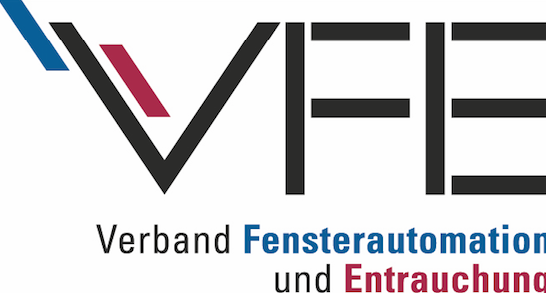 VFE
Verband Fensterautomation
und Entrauchung